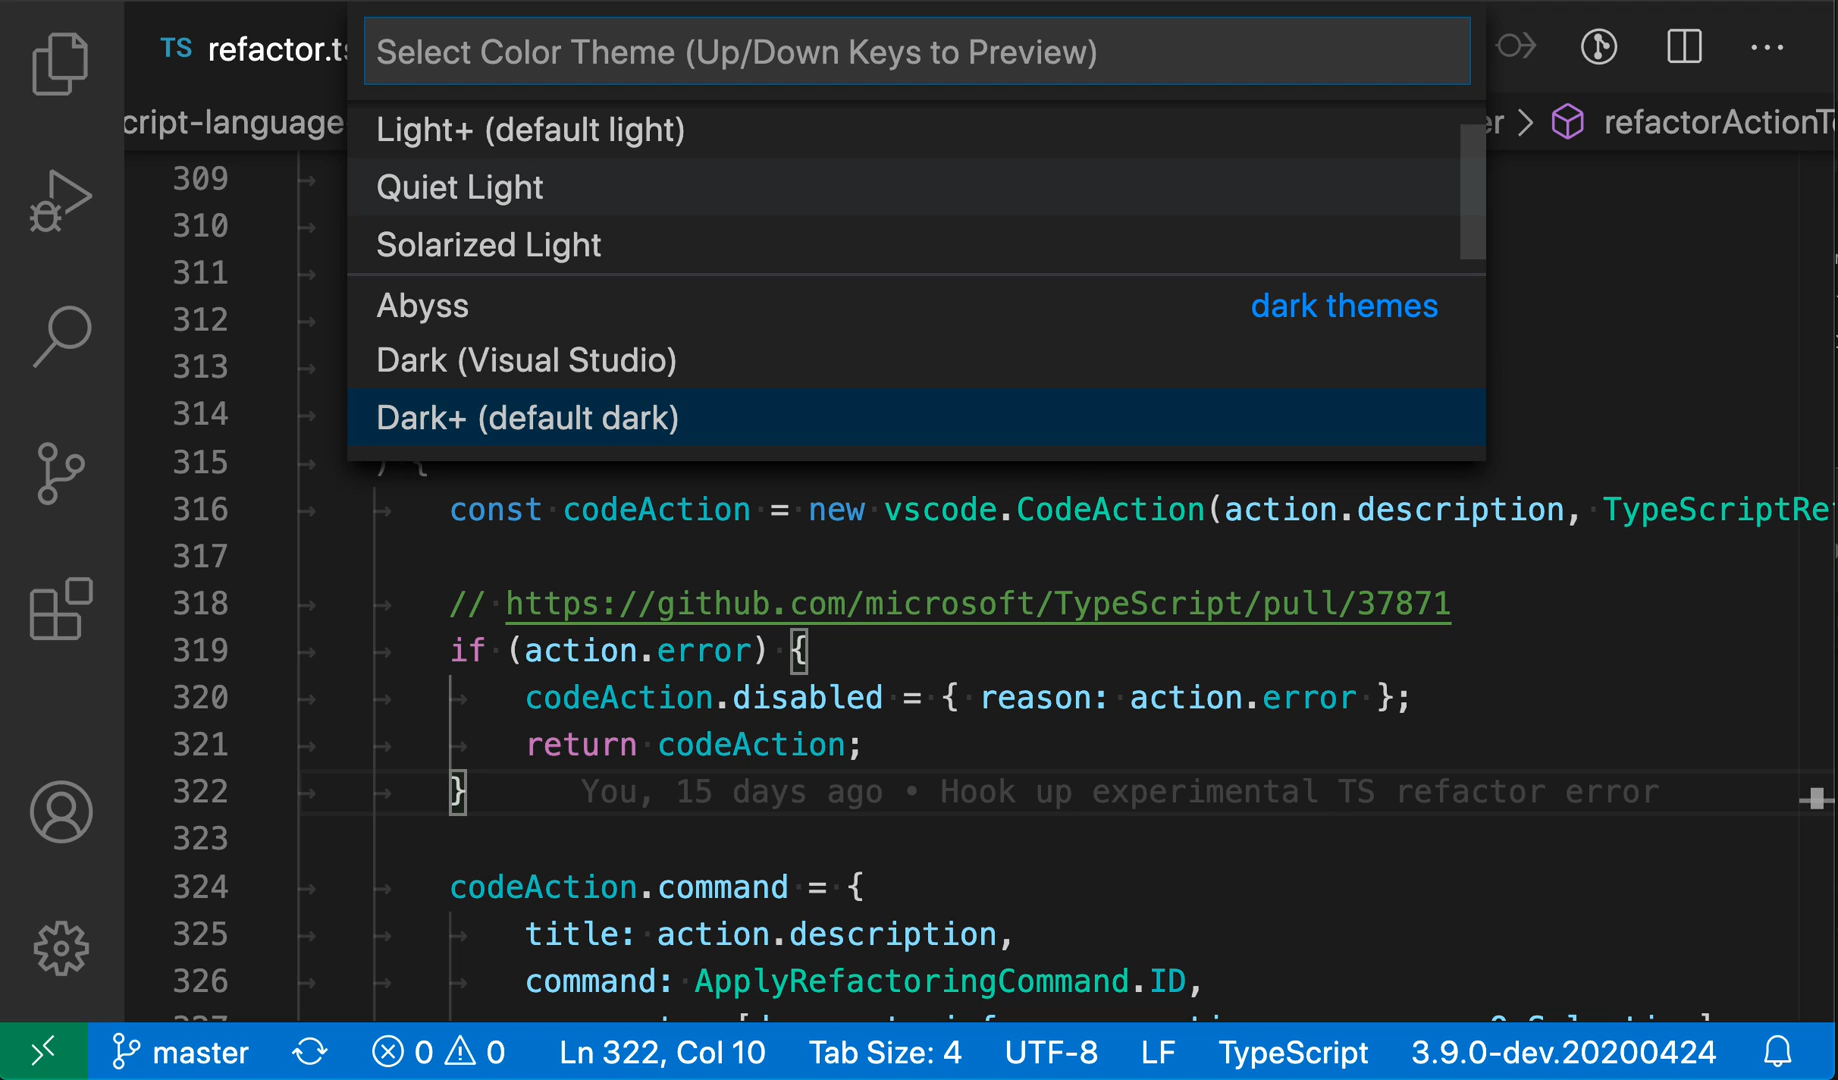 TS refactor.ts
Select Color Theme (Up/Down Keys to Preview)
cript-language
er > refactorActionT
Light+ (default light)
Quiet Light
Solarized Light
Abyss dark themes
Dark (Visual Studio)
Dark+ (default dark)
309
310
311
312
313
314
315 ) {
316 const codeAction = new vscode.CodeAction(action.description, TypeScriptRe
317
318 // https://github.com/microsoft/TypeScript/pull/37871
319 if (action.error) {
320 codeAction.disabled = { reason: action.error };
321 return codeAction;
322 } You, 15 days ago • Hook up experimental TS refactor error
323
324 codeAction.command = {
325 title: action.description,
326 command: ApplyRefactoringCommand.ID,
master 0 0 Ln 322, Col 10 Tab Size: 4 UTF-8 LF TypeScript 3.9.0-dev.20200424